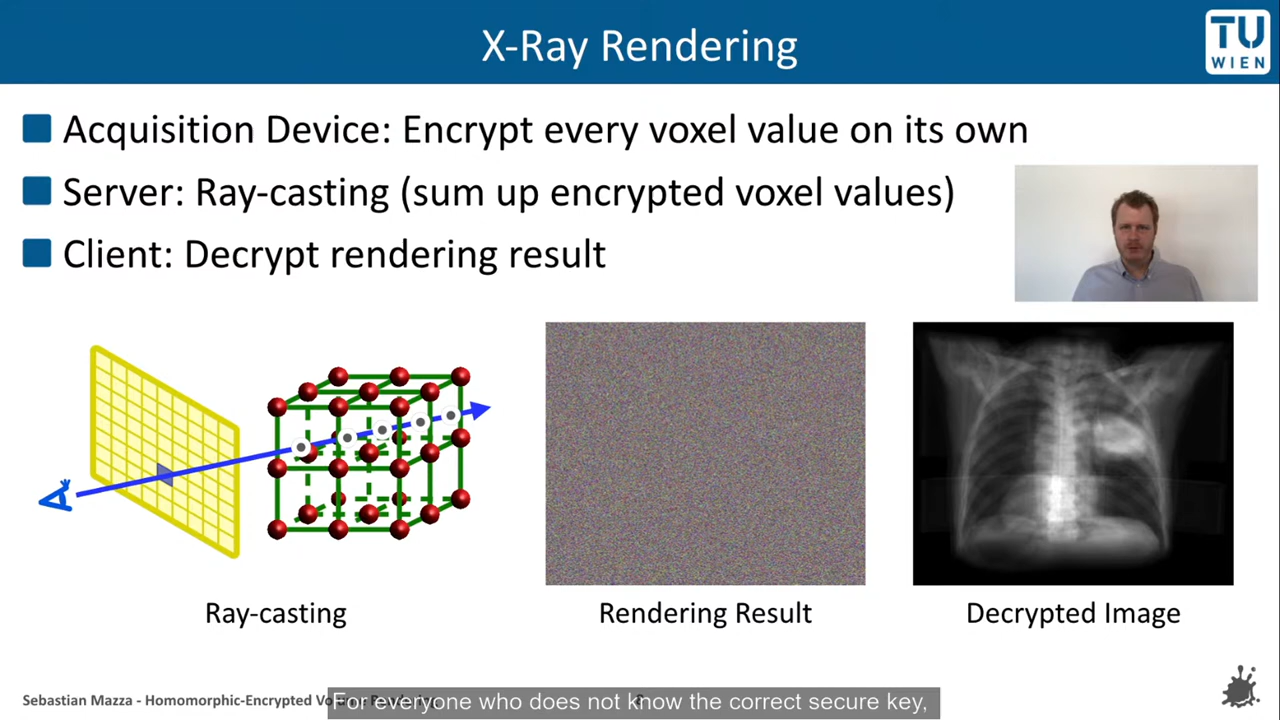 X-Ray Rendering
TU
WIEN
Acquisition Device: Encrypt every voxel value on its own
Server: Ray-casting (sum up encrypted voxel values)
Client: Decrypt rendering result
Ray-casting
Rendering Result
Decrypted Image
Sebastian Mazza - Homomorphic-Encrypted
For everyone who does not know the correct secure key,